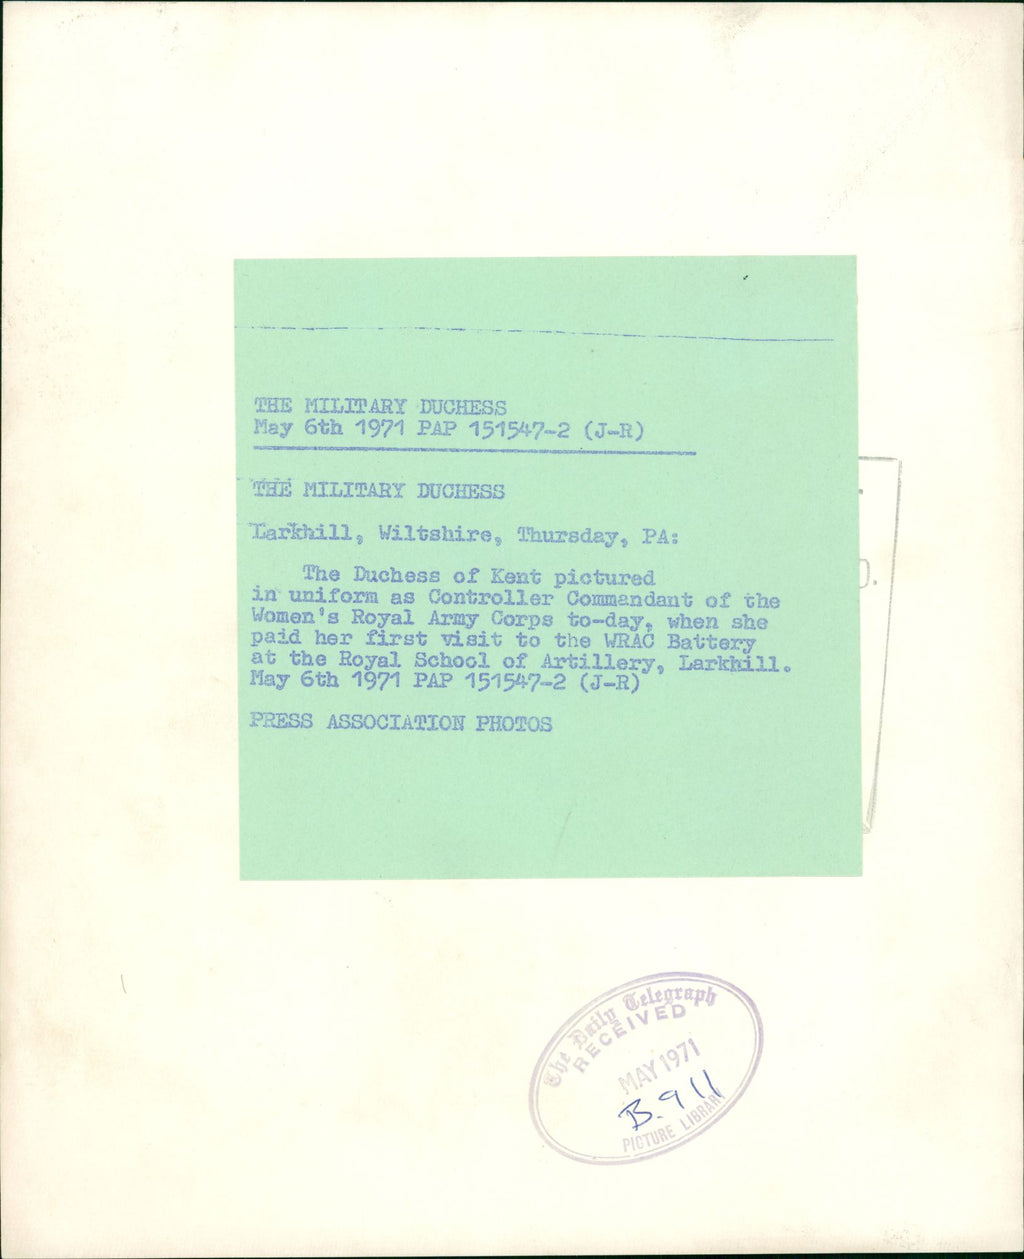 THE MILITARY DUCHESS
May 6th 1971 PAP 151547-2 (J-R)
THE MILITARY DUCHESS
Larkhill, Wiltshire, Thursday, PA:
The Duchess of Kent pictured
in uniform as Controller Commandant of the
Women's Royal Army Corps to-day, when she
paid her first visit to the WRAC Battery
at the Royal School of Artillery, Larkhill.
May 6th 1971 PAP 151547-2 (J-R)
PRESS ASSOCIATION PHOTOS
The Daily Telegraph
RECEIVED
MAY 1971
B.911
PICTURE LIBRARY